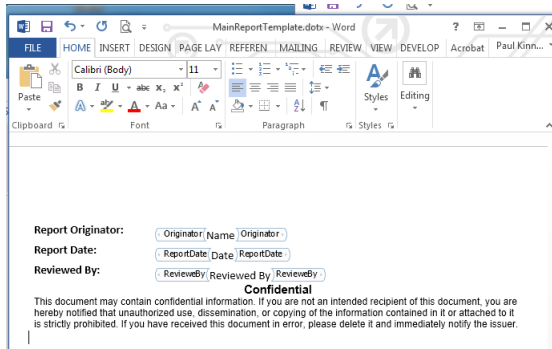 MainReportTemplate.dotx - Word
FILE HOME INSERT DESIGN PAGE LAY REFEREN MAILING REVIEW VIEW DEVELOP Acrobat Paul Kinn...
Calibri (Body) 11
Paste B I U abc x₂ x² Styles Editing
A aby A Aa A A
Clipboard Font Paragraph Styles
Report Originator: Originator Name Originator
Report Date: ReportDate Date ReportDate
Reviewed By: RevieweBy Reviewed By RevieweBy
Confidential
This document may contain confidential information. If you are not an intended recipient of this document, you are
hereby notified that unauthorized use, dissemination, or copying of the information contained in it or attached to it
is strictly prohibited. If you have received this document in error, please delete it and immediately notify the issuer.